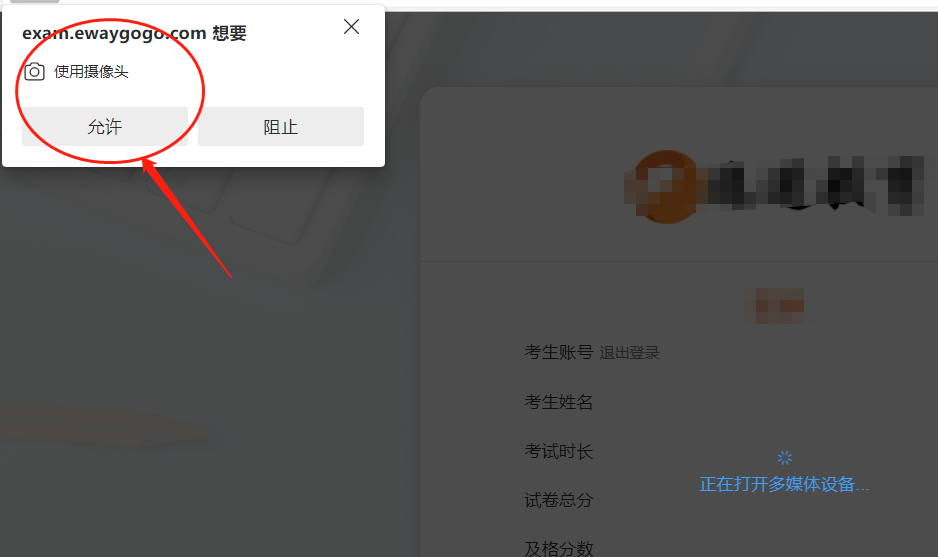 exam.ewaygogo.com 想要
使用摄像头
允许
阻止
考生账号 退出登录
考生姓名
考试时长
正在打开多媒体设备...
试卷总分
及格分数